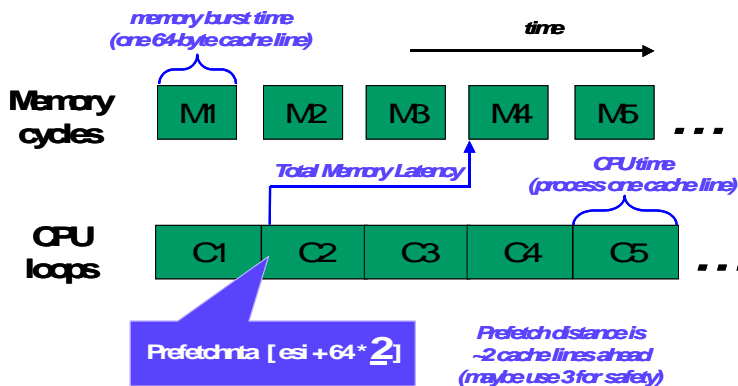 memory burst time
(one 64-byte cache line)
time
Memory
cycles
M1 M2 M3 M4 M5 ...
Total Memory Latency
CPU time
(process one cache line)
CPU
loops
C1 C2 C3 C4 C5 ...
Prefetchnta [esi + 64 * 2]
Prefetch distance is
~2 cache lines ahead
(maybe use 3 for safety)